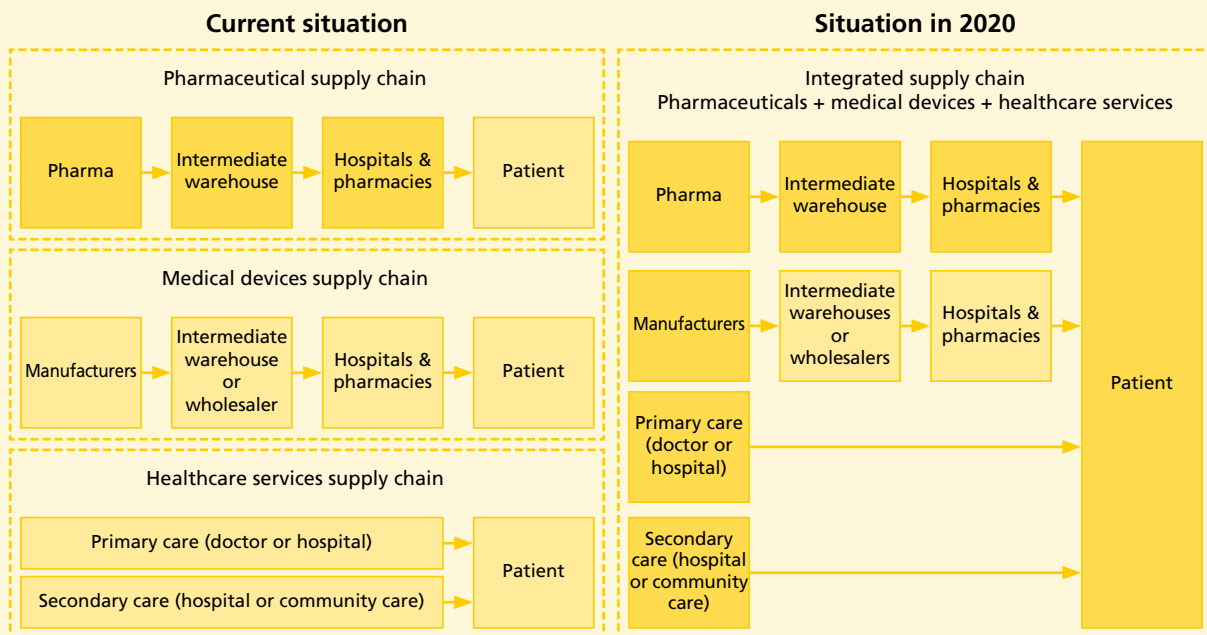 Current situation
Pharmaceutical supply chain
Pharma
Intermediate
warehouse
Hospitals &
pharmacies
Patient
Medical devices supply chain
Manufacturers
Intermediate
warehouse
or
wholesaler
Hospitals &
pharmacies
Patient
Healthcare services supply chain
Primary care (doctor or hospital)
Secondary care (hospital or community care)
Patient
Situation in 2020
Integrated supply chain
Pharmaceuticals + medical devices + healthcare services
Pharma
Intermediate
warehouse
Hospitals &
pharmacies
Manufacturers
Intermediate
warehouses
or
wholesalers
Hospitals &
pharmacies
Primary care
(doctor or
hospital)
Secondary
care (hospital
or community
care)
Patient